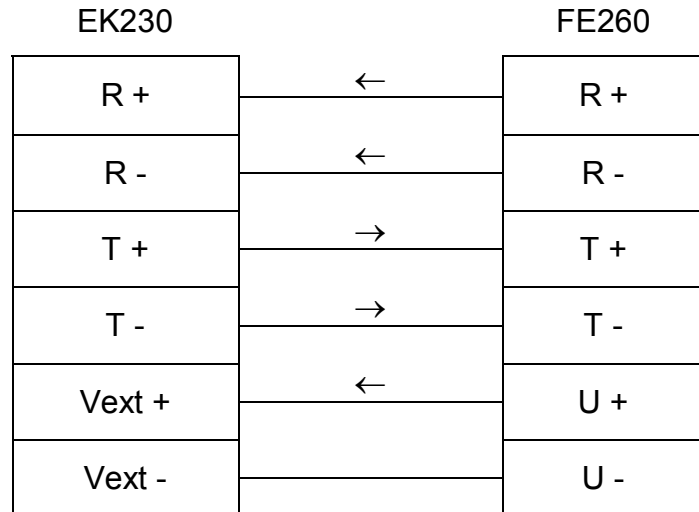 EK230 FE260
R + ← R +
R - ← R -
T + → T +
T - → T -
Vext + ← U +
Vext - U -